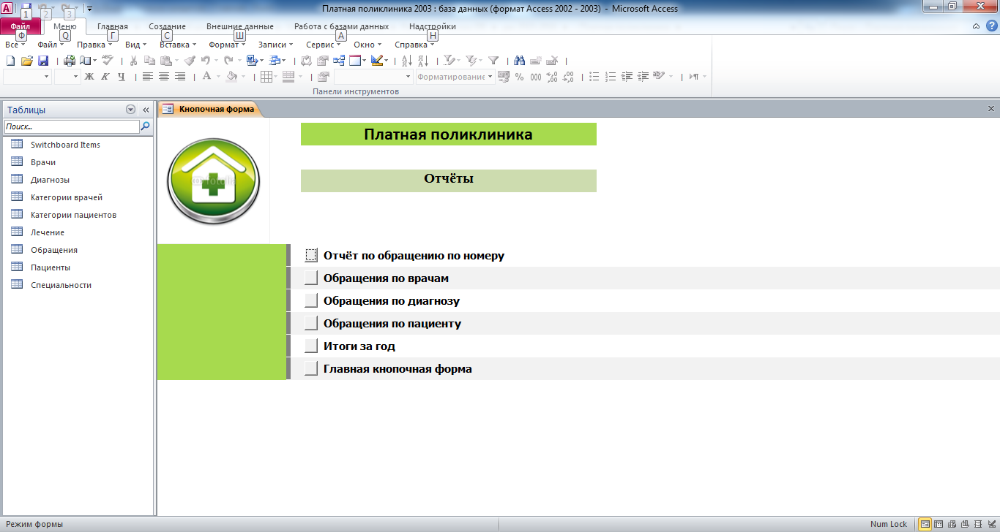 Платная поликлиника 2003 : база данных (формат Access 2002 - 2003) - Microsoft Access
1 2 3
Файл Меню Главная Создание Внешние данные Работа с базами данных Надстройки
Ф Q Г С Ш А Н
Все Файл Правка Вид Вставка Формат Записи Сервис Окно Справка
Ж К Ч А Форматирование % 000
Панели инструментов
Таблицы
Кнопочная форма
Поиск...
Switchboard Items
Врачи
Диагнозы
Категории врачей
Категории пациентов
Лечение
Обращения
Пациенты
Специальности
Платная поликлиника
Отчёты
Отчёт по обращению по номеру
Обращения по врачам
Обращения по диагнозу
Обращения по пациенту
Итоги за год
Главная кнопочная форма
Режим формы
Num Lock